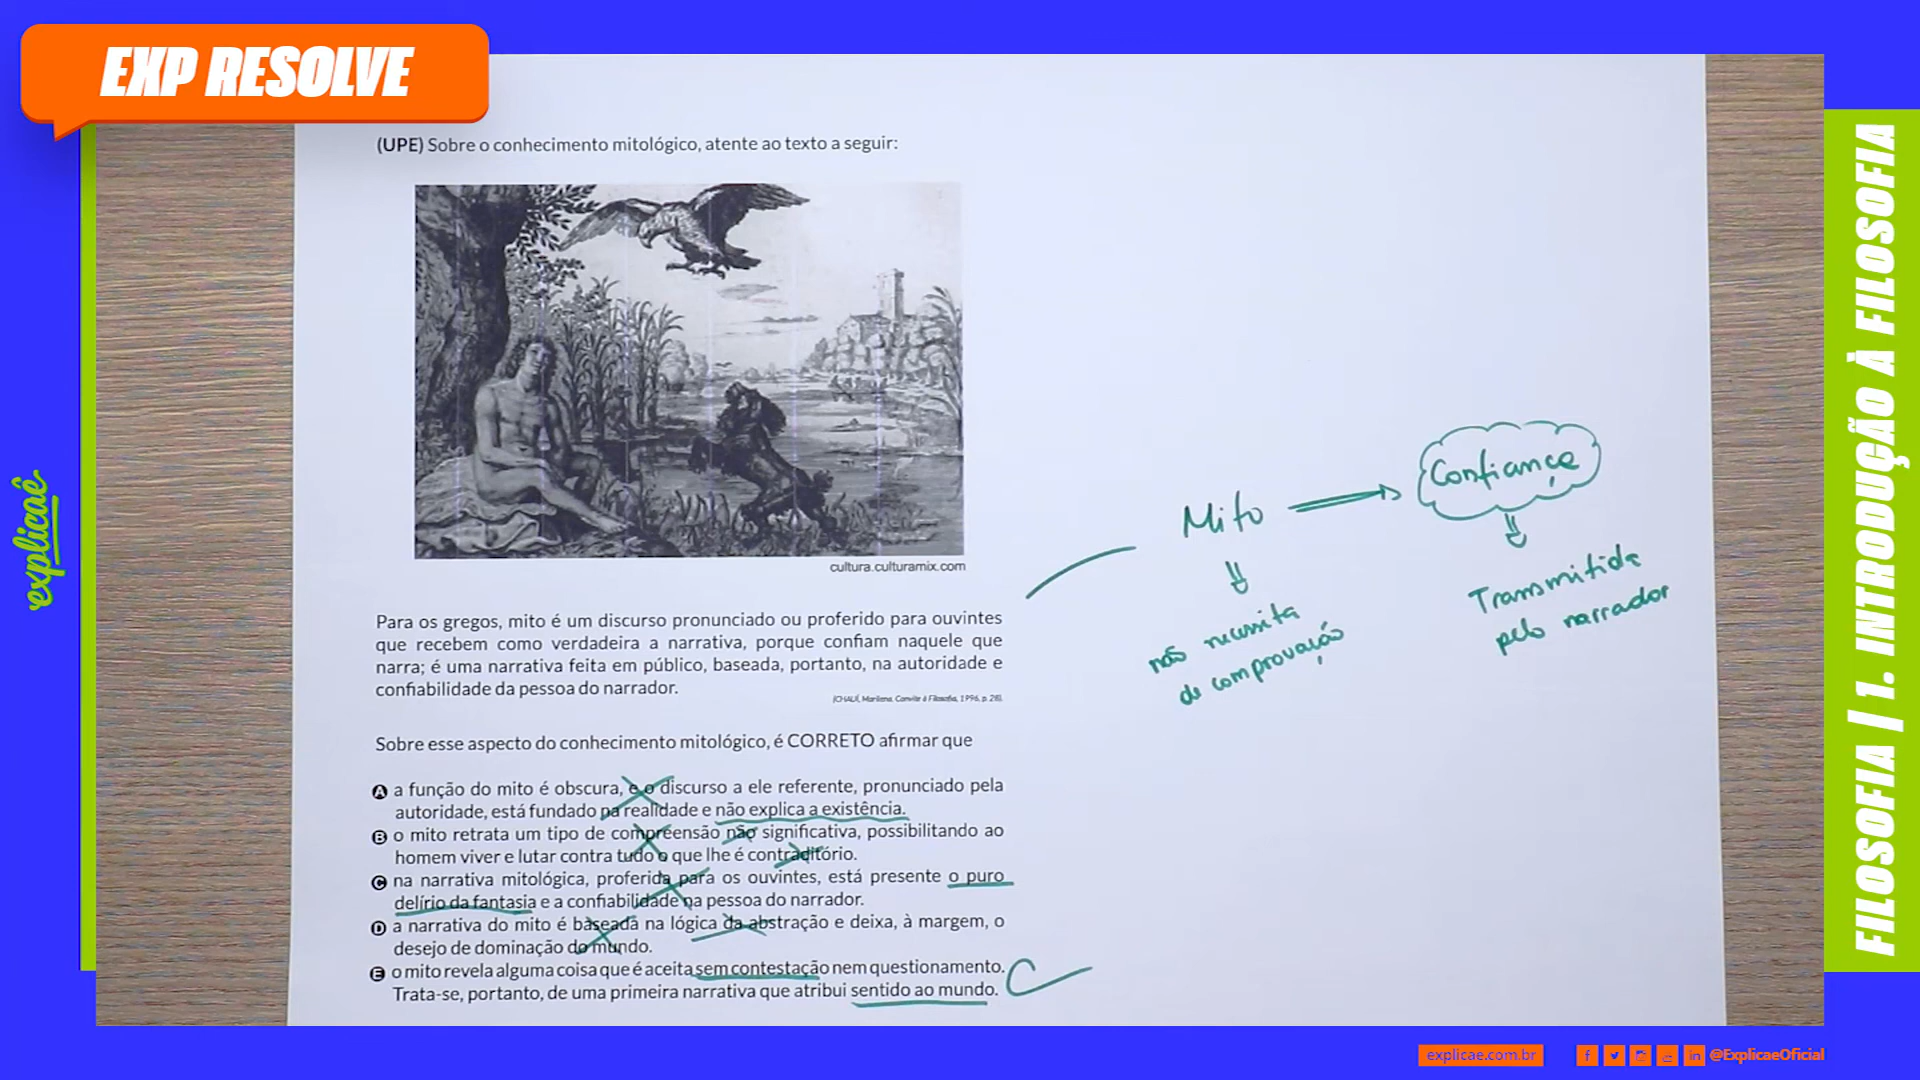 EXP RESOLVE
(UPE) Sobre o conhecimento mitológico, atente ao texto a seguir:
cultura.culturamix.com
Para os gregos, mito é um discurso pronunciado ou proferido para ouvintes
que recebem como verdadeira a narrativa, porque confiam naquele que
narra; é uma narrativa feita em público, baseada, portanto, na autoridade e
confiabilidade da pessoa do narrador.
(CHAUÍ, Marilena. Convite à Filosofia, 1996, p. 28).
Sobre esse aspecto do conhecimento mitológico, é CORRETO afirmar que
A a função do mito é obscura, e o discurso a ele referente, pronunciado pela
autoridade, está fundado na realidade e não explica a existência.
B o mito retrata um tipo de compreensão não significativa, possibilitando ao
homem viver e lutar contra tudo o que lhe é contraditório.
C na narrativa mitológica, proferida para os ouvintes, está presente o puro
delírio da fantasia e a confiabilidade na pessoa do narrador.
D a narrativa do mito é baseada na lógica da abstração e deixa, à margem, o
desejo de dominação do mundo.
E o mito revela alguma coisa que é aceita sem contestação nem questionamento.
Trata-se, portanto, de uma primeira narrativa que atribui sentido ao mundo.
Mito
Confiança
não necessita
de comprovação
Transmitida
pelo narrador
explicaê
FILOSOFIA | 1. INTRODUÇÃO À FILOSOFIA
explicae.com.br
@ExplicaeOficial